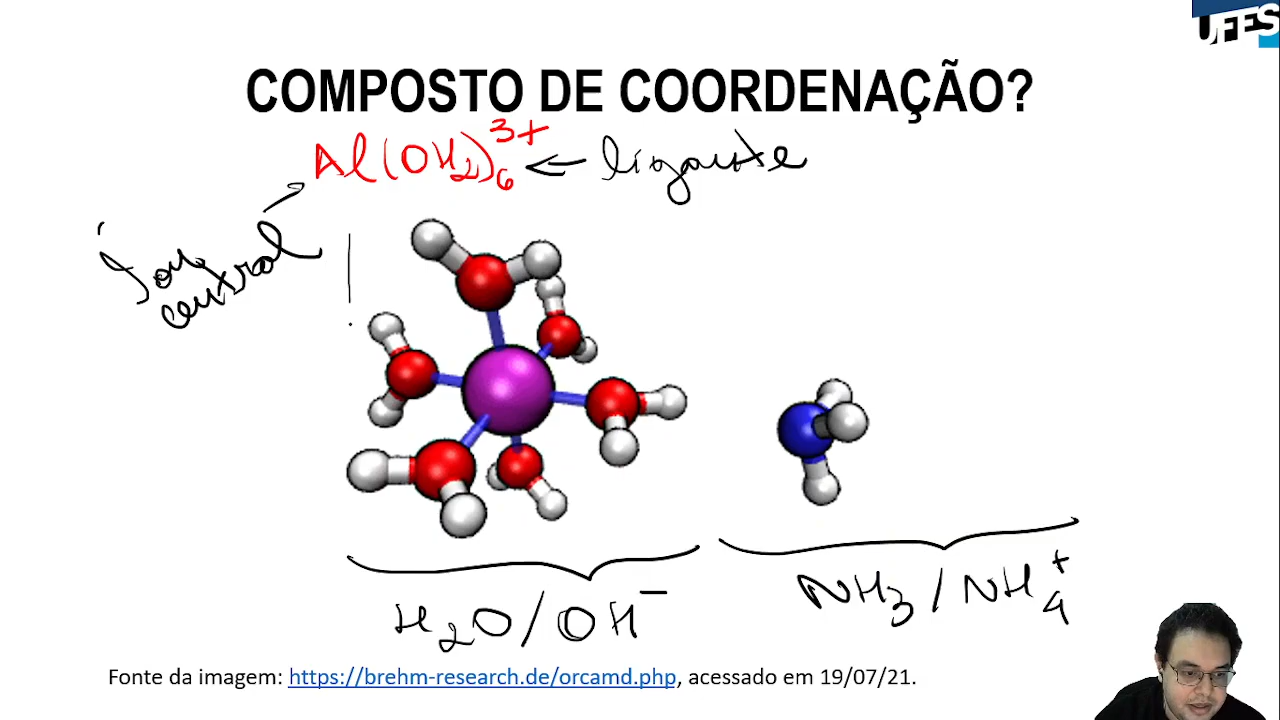 UFES
COMPOSTO DE COORDENAÇÃO?
Al(OH2)6 3+ ← ligante
Íon
central
H2O/OH−
NH3/NH4+
Fonte da imagem: https://brehm-research.de/orcamd.php, acessado em 19/07/21.